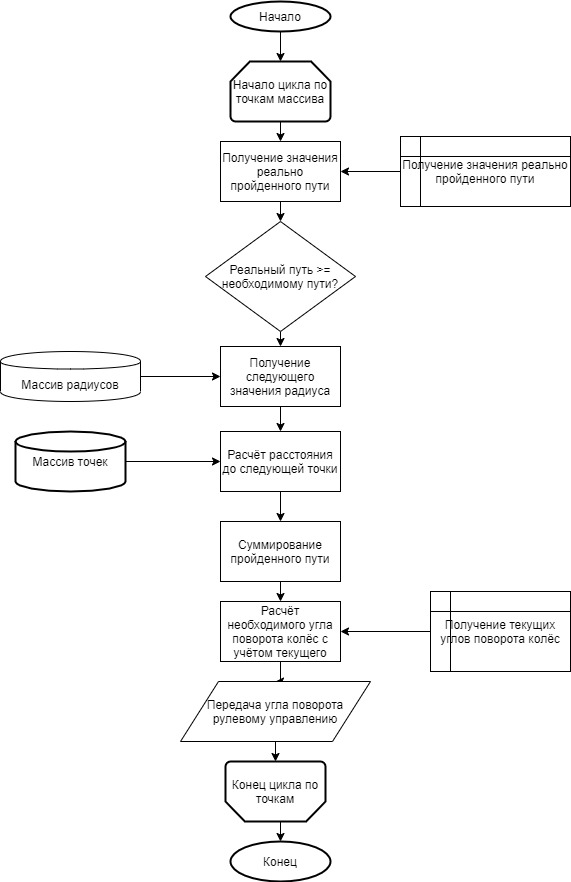 Начало
Начало цикла по
точкам массива
Получение значения
реально
пройденного пути
Получение значения реально
пройденного пути
Реальный путь >=
необходимому пути?
Получение
следующего
значения радиуса
Массив радиусов
Расчёт расстояния
до следующей точки
Массив точек
Суммирование
пройденного пути
Расчёт
необходимого угла
поворота колёс с
учётом текущего
Получение текущих
углов поворота колёс
Передача угла поворота
рулевому управлению
Конец цикла по
точкам
Конец